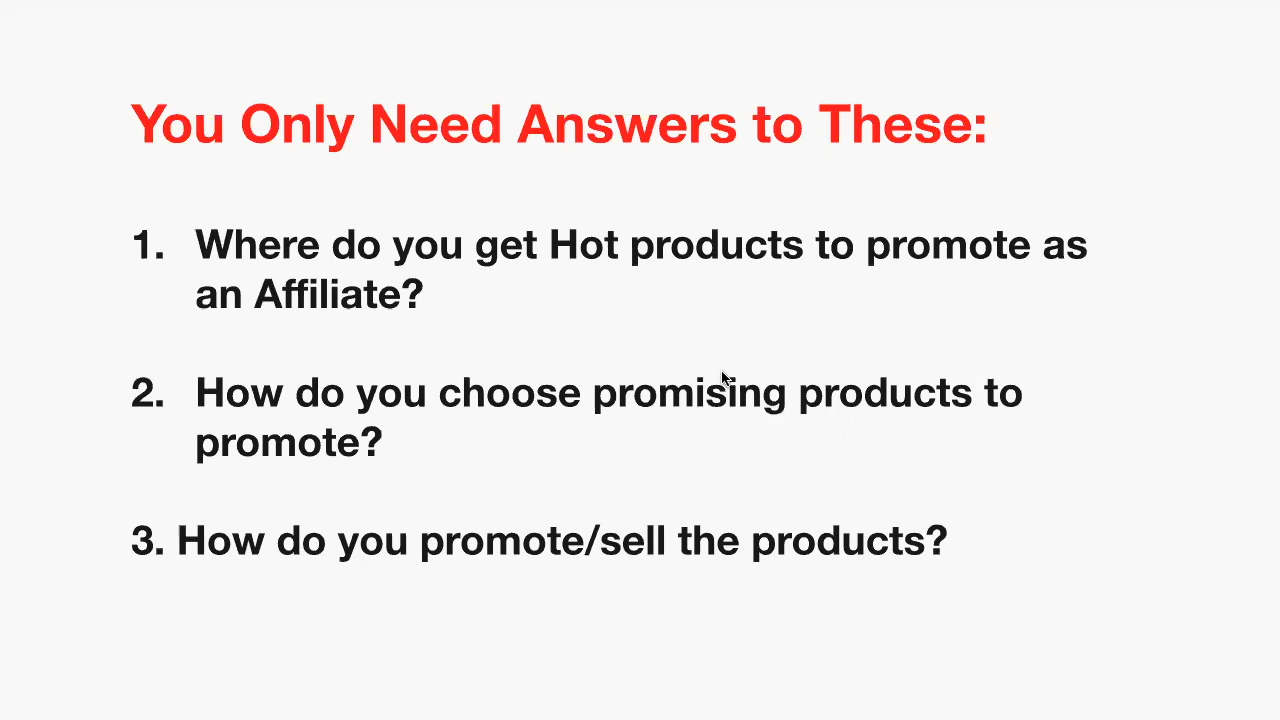 You Only Need Answers to These:
1. Where do you get Hot products to promote as
an Affiliate?
2. How do you choose promising products to
promote?
3. How do you promote/sell the products?